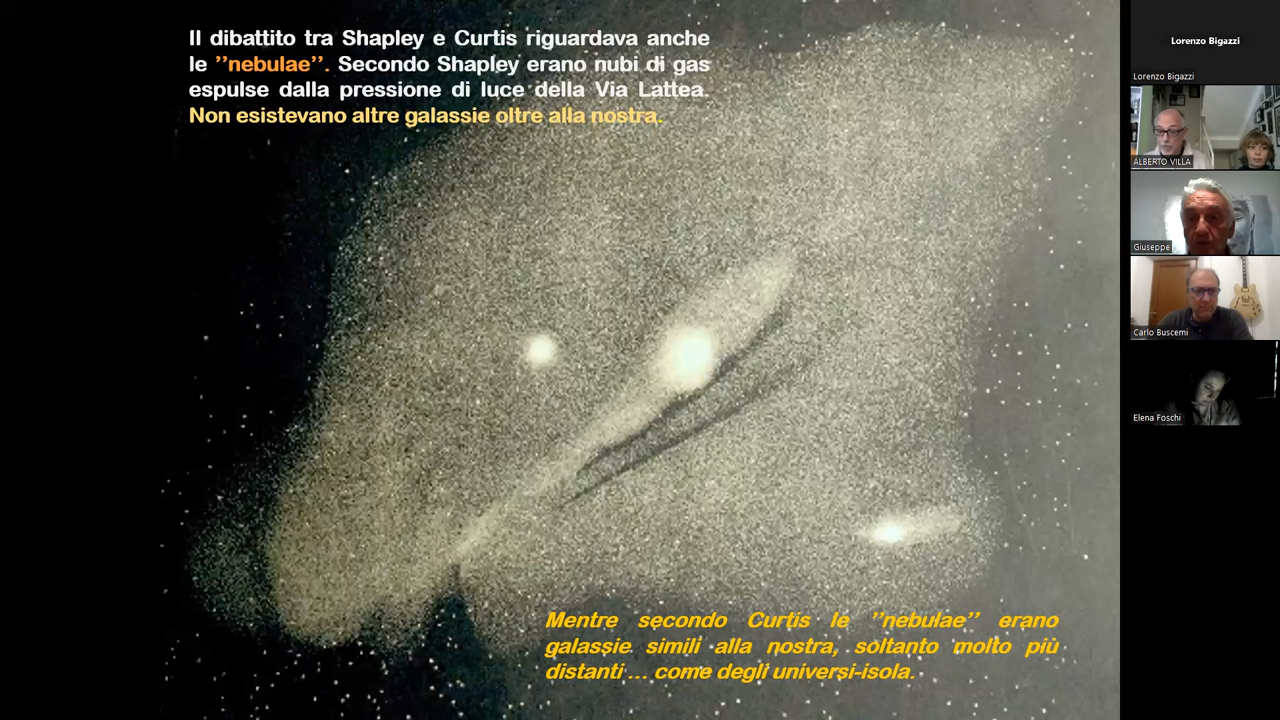 Il dibattito tra Shapley e Curtis riguardava anche
le ’’nebulae’’. Secondo Shapley erano nubi di gas
espulse dalla pressione di luce della Via Lattea.
Non esistevano altre galassie oltre alla nostra.
Mentre secondo Curtis le ’’nebulae’’ erano
galassie simili alla nostra, soltanto molto più
distanti ... come degli universi-isola.
Lorenzo Bigazzi
Lorenzo Bigazzi
ALBERTO VILLA
Giuseppe
Carlo Buscemi
Elena Foschi